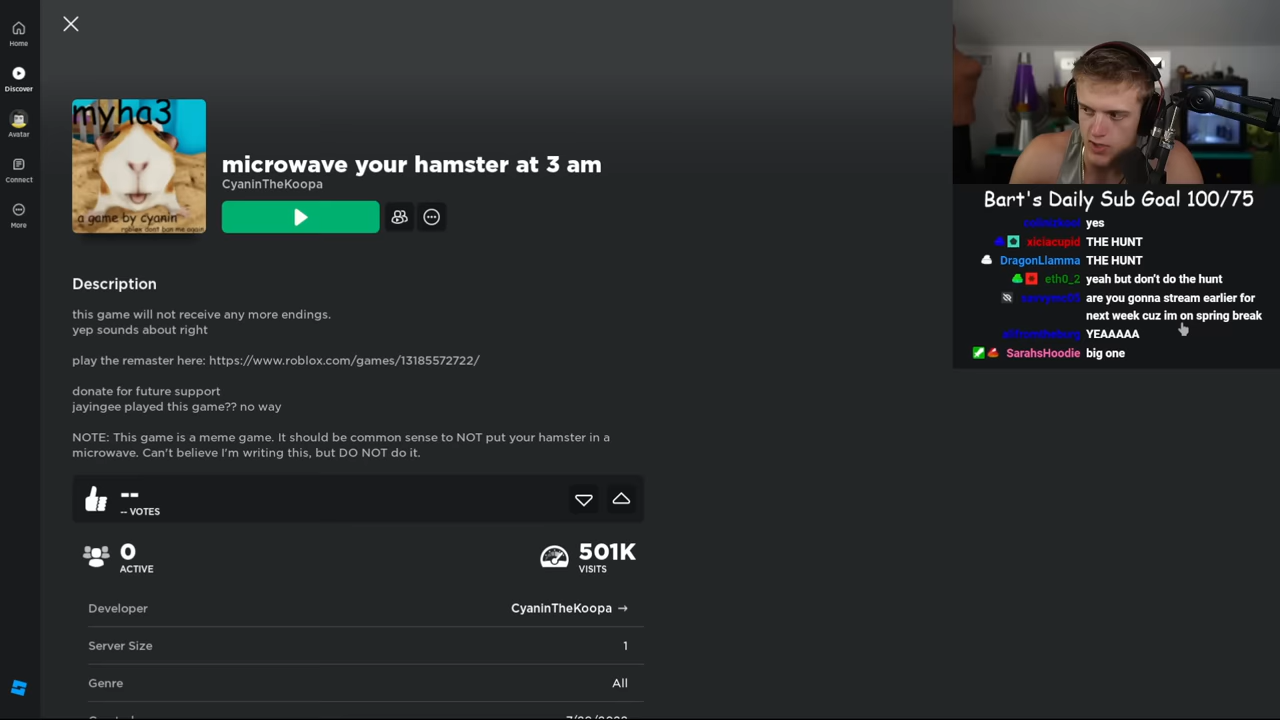 Home
Discover
Avatar
Connect
More
myha3
a game by cyanin
roblox dont ban me again
microwave your hamster at 3 am
CyaninTheKoopa
Description
this game will not receive any more endings.
yep sounds about right
play the remaster here: https://www.roblox.com/games/13185572722/
donate for future support
jayingee played this game?? no way
NOTE: This game is a meme game. It should be common sense to NOT put your hamster in a
microwave. Can't believe I'm writing this, but DO NOT do it.
--
-- VOTES
0
ACTIVE
501K
VISITS
Developer
CyaninTheKoopa →
Server Size
1
Genre
All
Bart's Daily Sub Goal 100/75
yes
xiciacupid THE HUNT
DragonLlamma THE HUNT
eth0_2 yeah but don't do the hunt
are you gonna stream earlier for
next week cuz im on spring break
YEAAAAA
SarahsHoodie big one